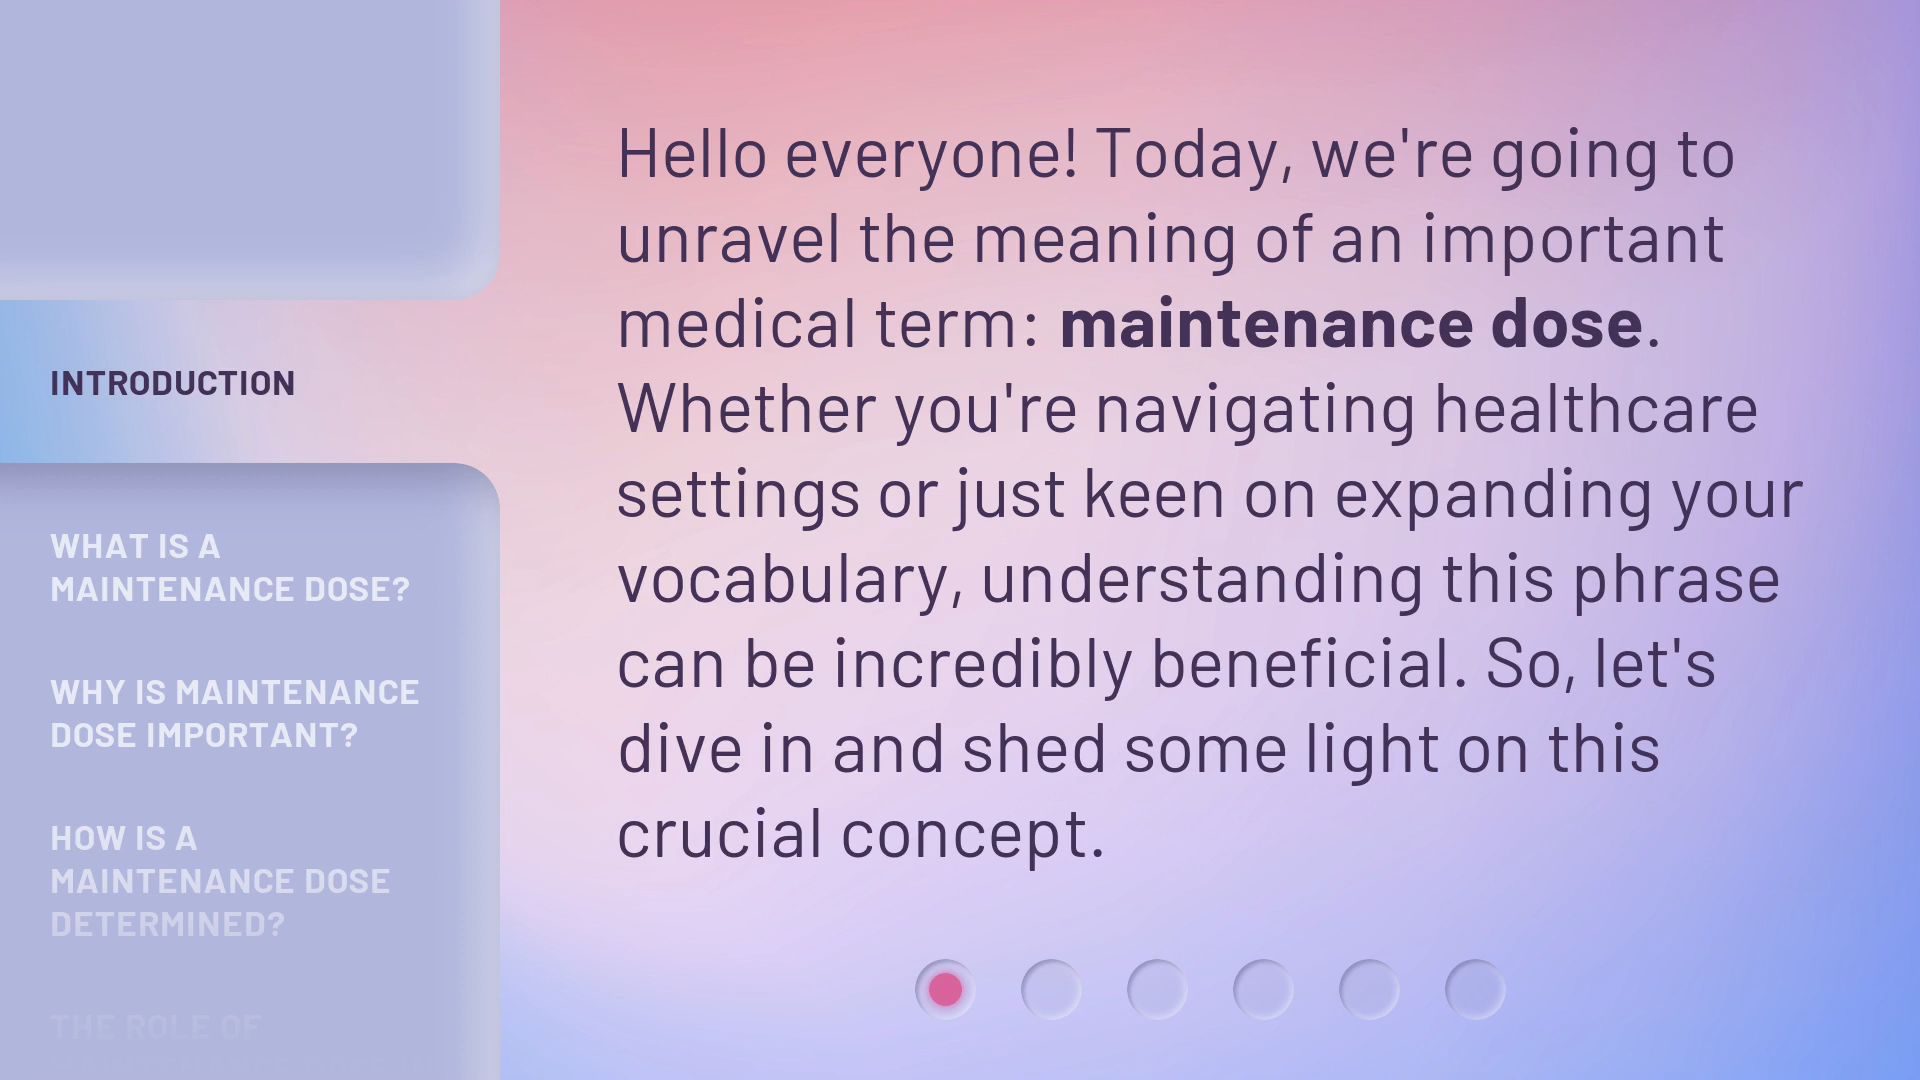 INTRODUCTION
WHAT IS A
MAINTENANCE DOSE?
WHY IS MAINTENANCE
DOSE IMPORTANT?
HOW IS A
MAINTENANCE DOSE
DETERMINED?
THE ROLE OF
Hello everyone! Today, we're going to
unravel the meaning of an important
medical term: maintenance dose.
Whether you're navigating healthcare
settings or just keen on expanding your
vocabulary, understanding this phrase
can be incredibly beneficial. So, let's
dive in and shed some light on this
crucial concept.